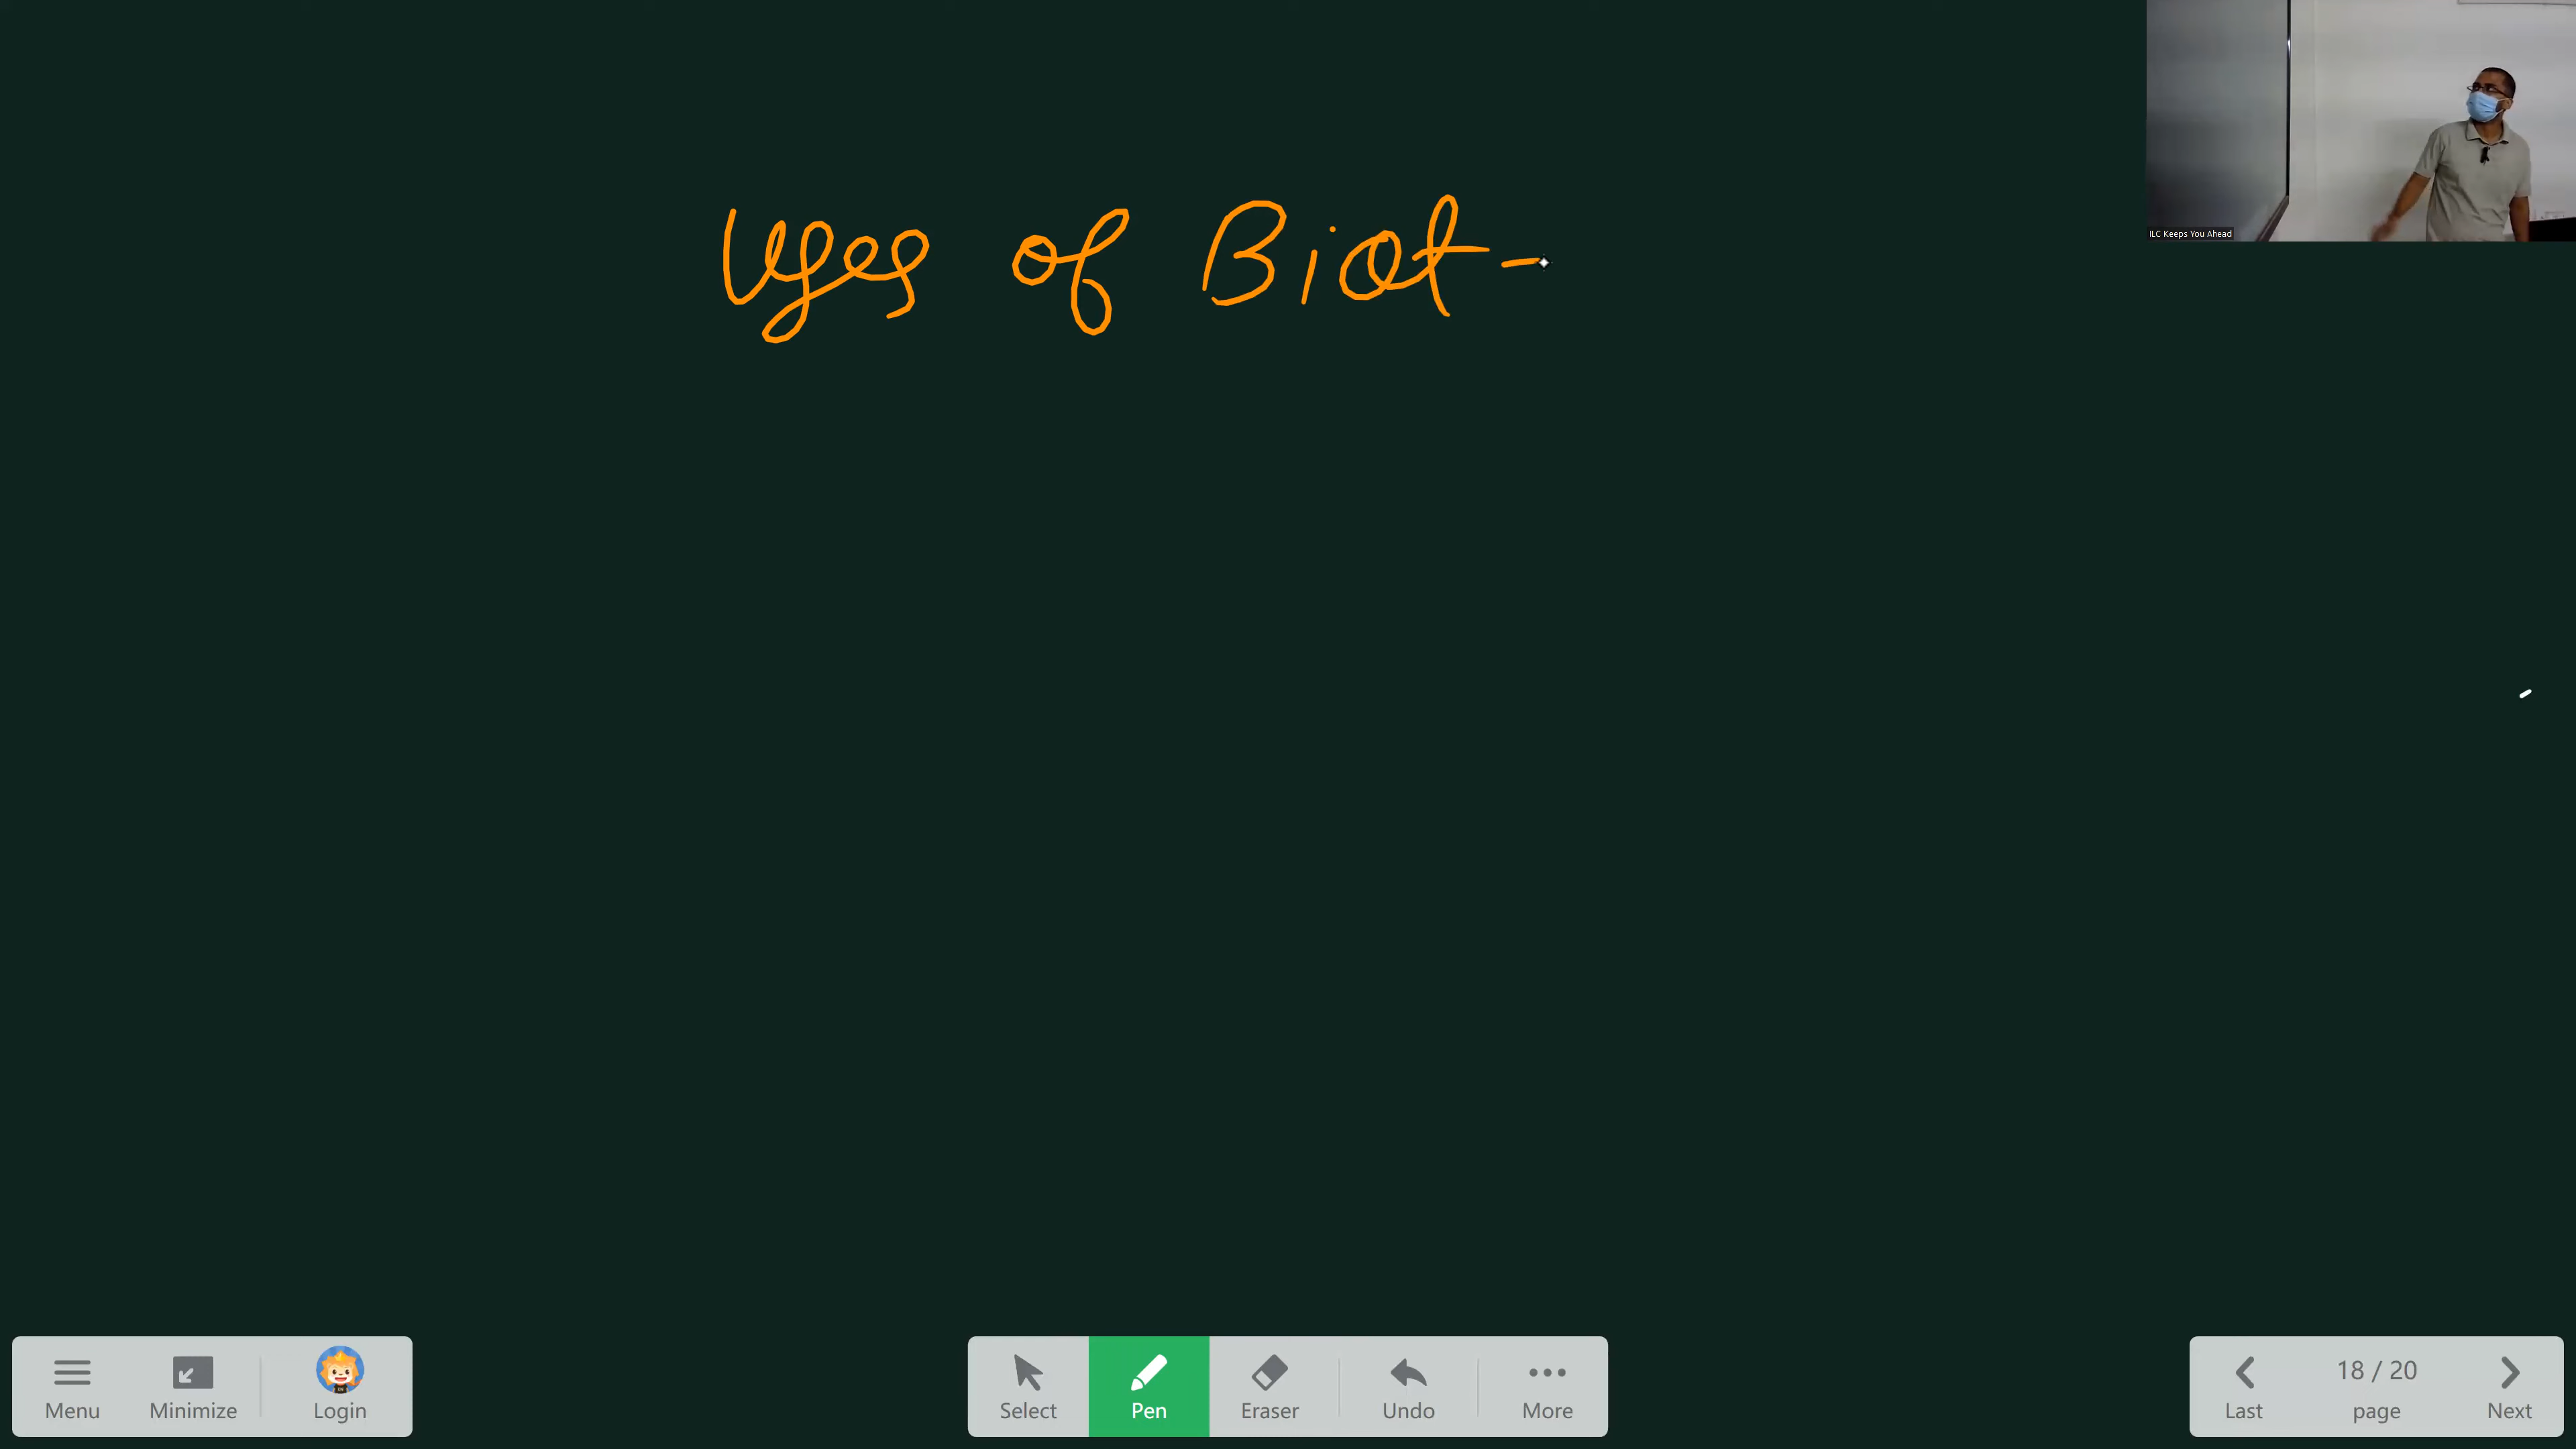 Uses of Biot-
ILC Keeps You Ahead
Menu Minimize Login Select Pen Eraser Undo More Last 18 / 20 page Next